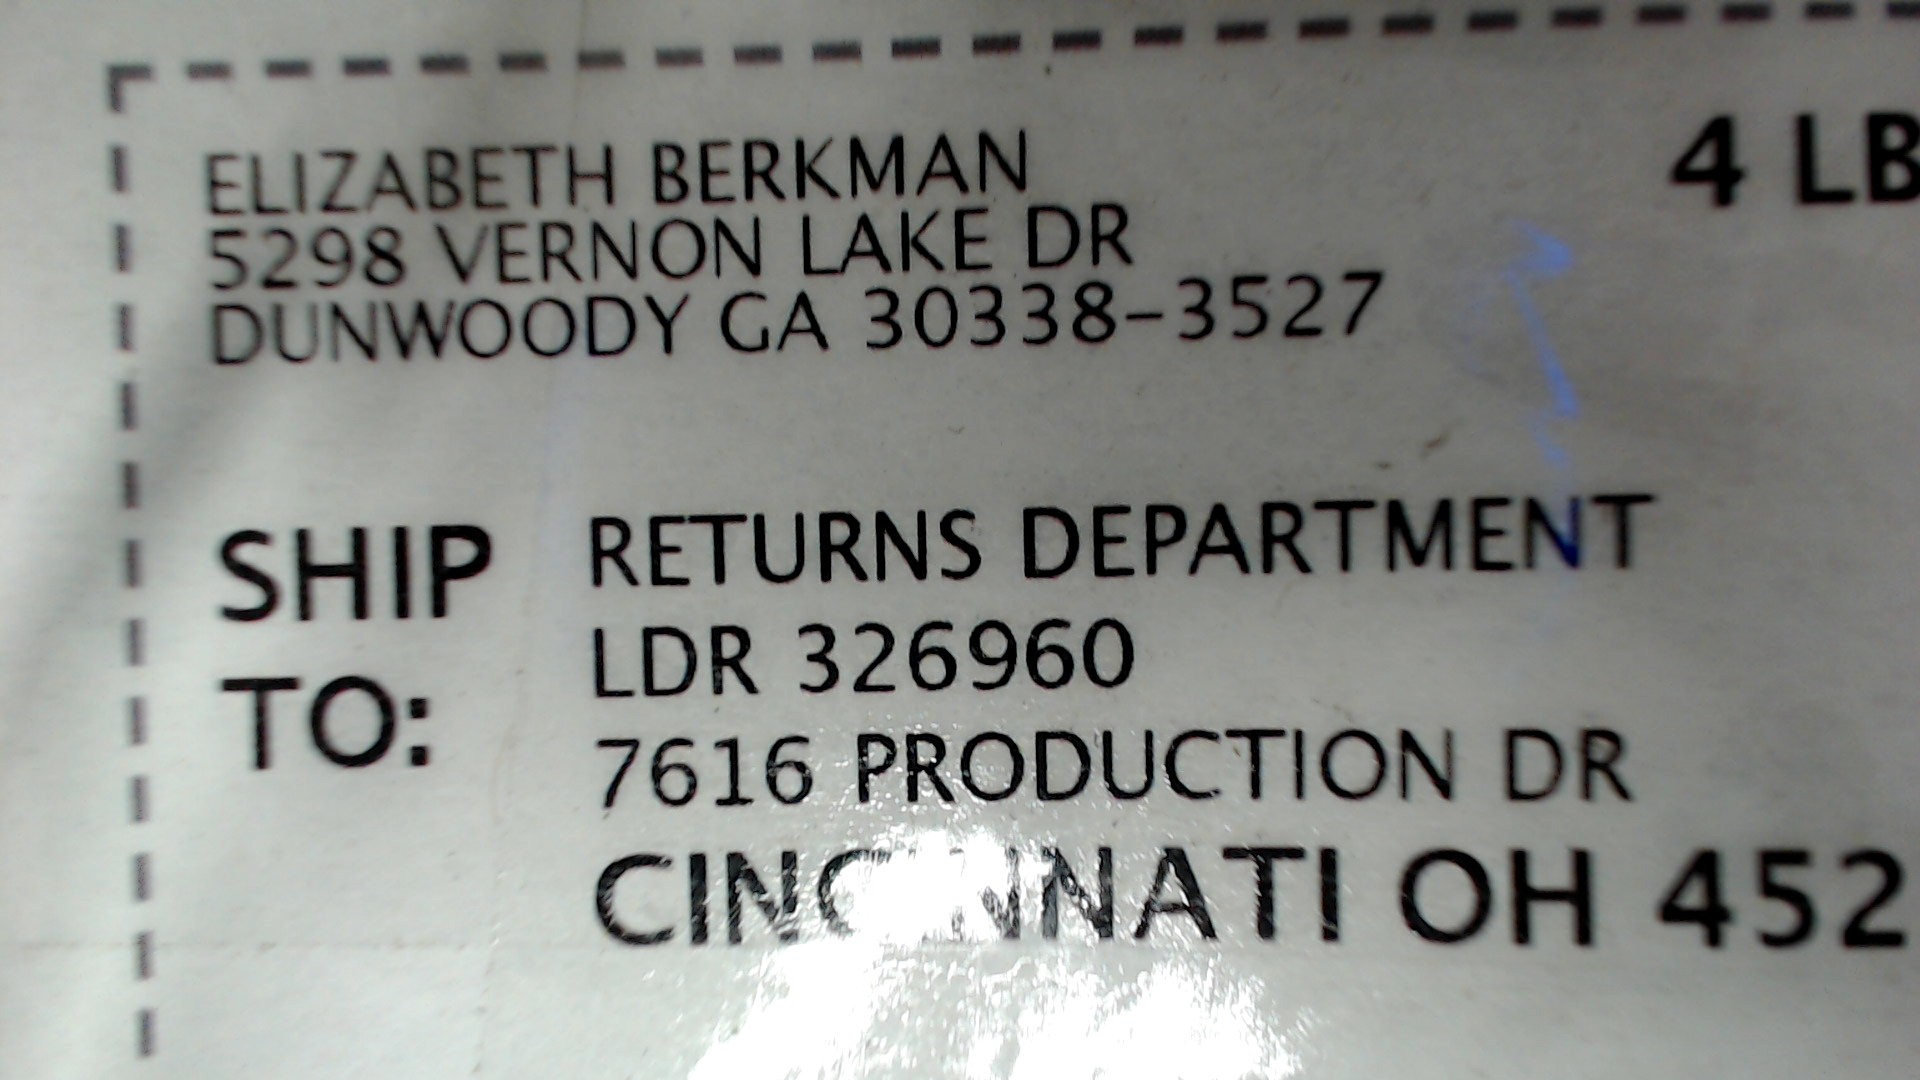 ELIZABETH BERKMAN
5298 VERNON LAKE DR
DUNWOODY GA 30338-3527
4 LB
SHIP TO:
RETURNS DEPARTMENT
LDR 326960
7616 PRODUCTION DR
CINCINNATI OH 452